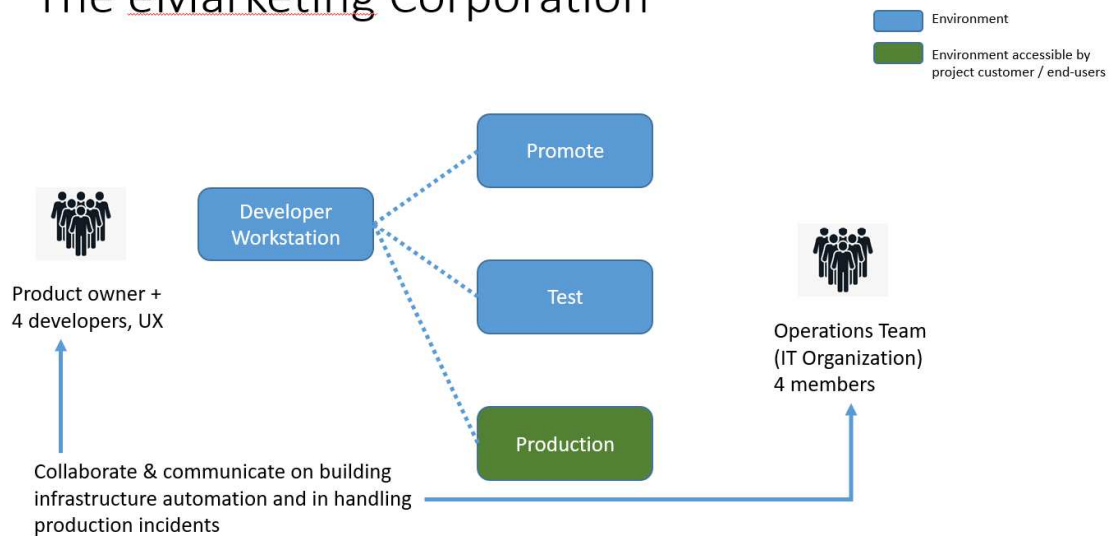 The eMarketing Corporation
Environment
Environment accessible by
project customer / end-users
Promote
Developer
Workstation
Test
Product owner +
4 developers, UX
Operations Team
(IT Organization)
4 members
Production
Collaborate & communicate on building
infrastructure automation and in handling
production incidents